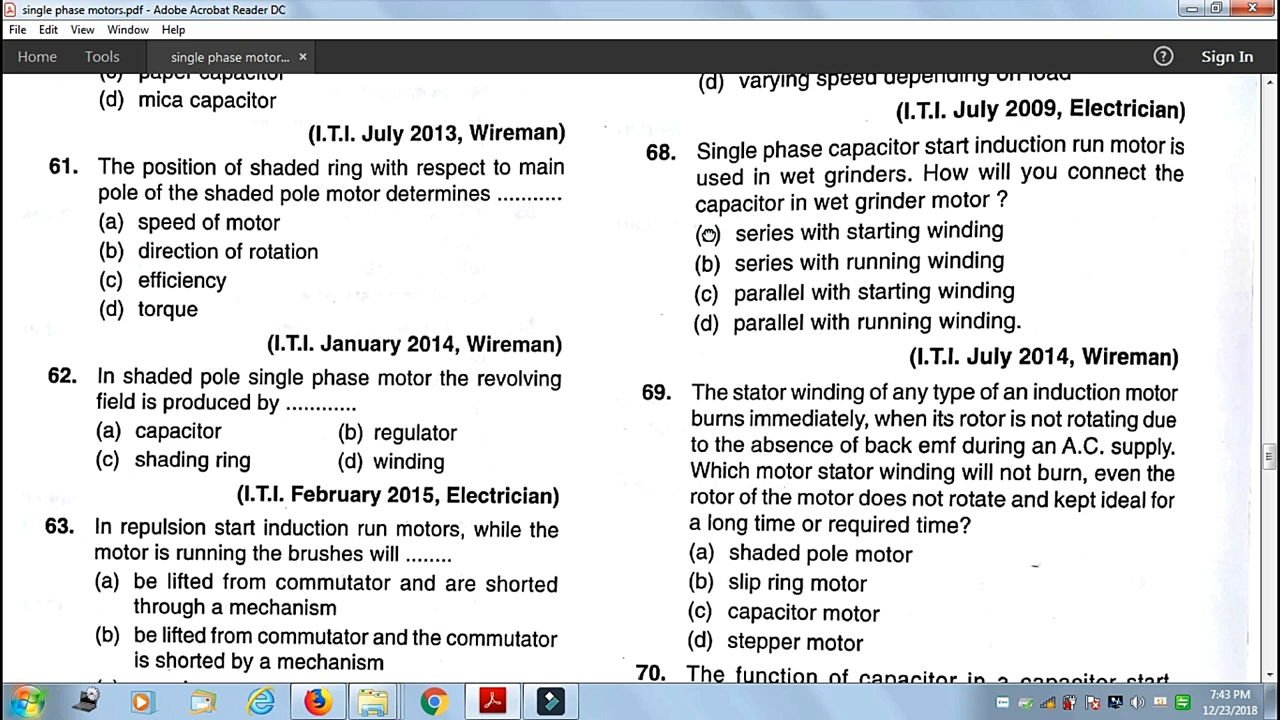 single phase motors.pdf - Adobe Acrobat Reader DC
File Edit View Window Help
Home Tools single phase motor... × ? Sign In
(c) paper capacitor
(d) mica capacitor
(I.T.I. July 2013, Wireman)
61. The position of shaded ring with respect to main
pole of the shaded pole motor determines ...........
(a) speed of motor
(b) direction of rotation
(c) efficiency
(d) torque
(I.T.I. January 2014, Wireman)
62. In shaded pole single phase motor the revolving
field is produced by ............
(a) capacitor (b) regulator
(c) shading ring (d) winding
(I.T.I. February 2015, Electrician)
63. In repulsion start induction run motors, while the
motor is running the brushes will ........
(a) be lifted from commutator and are shorted
through a mechanism
(b) be lifted from commutator and the commutator
is shorted by a mechanism
(d) varying speed depending on load
(I.T.I. July 2009, Electrician)
68. Single phase capacitor start induction run motor is
used in wet grinders. How will you connect the
capacitor in wet grinder motor ?
( ) series with starting winding
(b) series with running winding
(c) parallel with starting winding
(d) parallel with running winding.
(I.T.I. July 2014, Wireman)
69. The stator winding of any type of an induction motor
burns immediately, when its rotor is not rotating due
to the absence of back emf during an A.C. supply.
Which motor stator winding will not burn, even the
rotor of the motor does not rotate and kept ideal for
a long time or required time?
(a) shaded pole motor
(b) slip ring motor
(c) capacitor motor
(d) stepper motor
70. The function of capacitor in a capacitor start
7:43 PM
12/23/2018